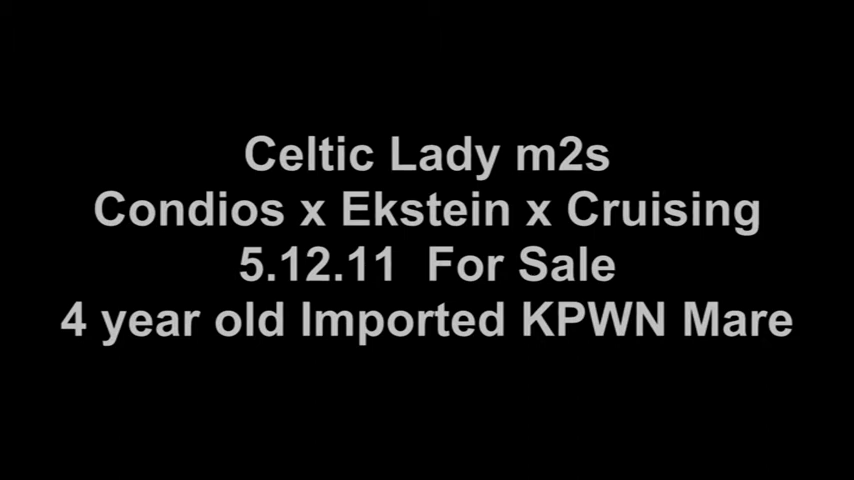 Celtic Lady m2s
Condios x Ekstein x Cruising
5.12.11  For Sale
4 year old Imported KPWN Mare